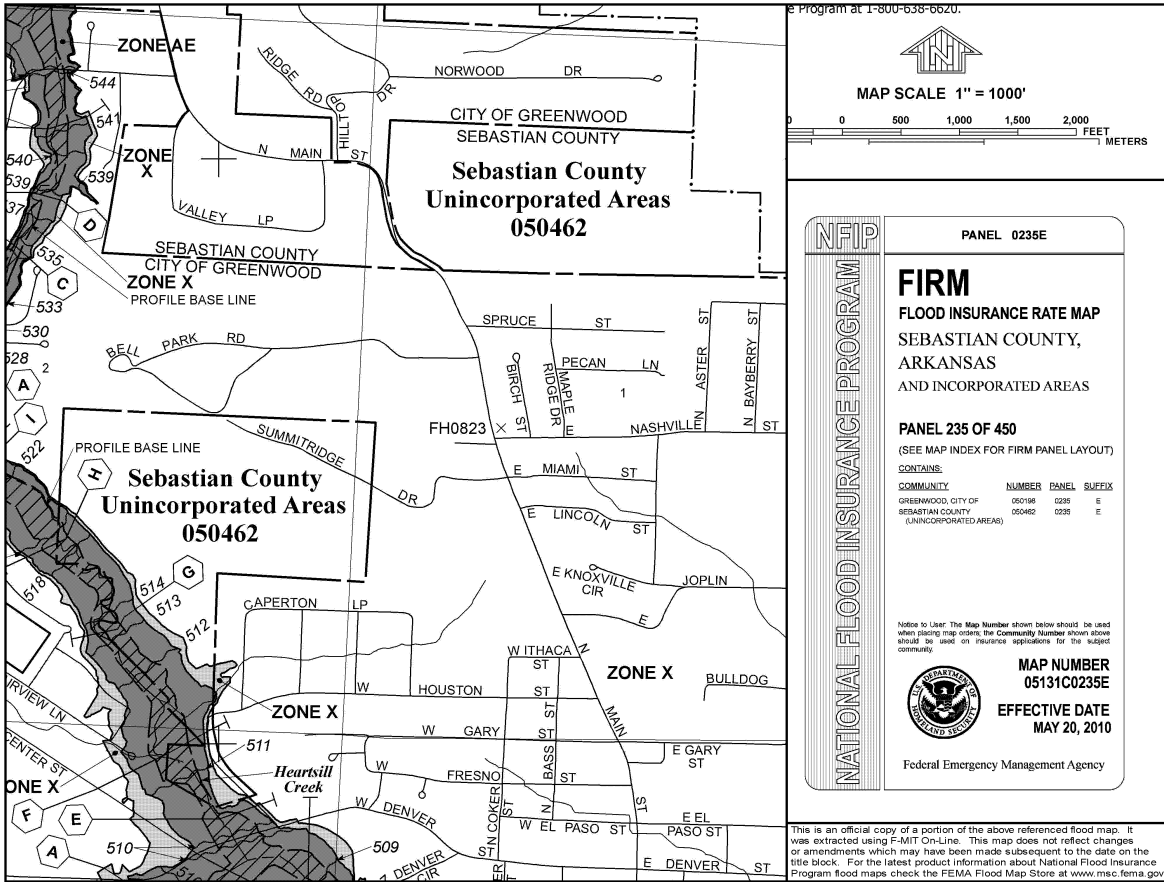 ZONE AE
544
541
540
539
539
37
ZONE
X
D
535
C
533
530
528
2
A
I
522
RIDGE RD
HILLTOP DR
NORWOOD DR
CITY OF GREENWOOD
SEBASTIAN COUNTY
N MAIN ST
VALLEY LP
Sebastian County
Unincorporated Areas
050462
SEBASTIAN COUNTY
CITY OF GREENWOOD
ZONE X
PROFILE BASE LINE
BELL PARK RD
SPRUCE ST
PECAN LN
BIRCH ST
MAPLE
RIDGE DR
1
N ASTER ST
N BAYBERRY ST
FH0823
E NASHVILLE ST
SUMMITRIDGE DR
PROFILE BASE LINE
H
Sebastian County
Unincorporated Areas
050462
E MIAMI ST
E LINCOLN ST
E KNOXVILLE
CIR
E JOPLIN
G
518
514
513
512
CAPERTON LP
W ITHACA
ST
N MAIN ST
ZONE X
BULLDOG
W HOUSTON ST
ZONE X
W GARY ST
E GARY
ST
511
Heartsill
Creek
W FRESNO ST
N BASS ST
N COKER ST
IRVIEW LN
CENTER ST
ONE X
F
E
A
510
509
W DENVER ST
W EL PASO ST
E EL
PASO ST
E DENVER ST
DENVER
CIR
e Program at 1-800-638-6620.
N
MAP SCALE 1" = 1000'
0 500 1,000 1,500 2,000
FEET
METERS
NFIP
NATIONAL FLOOD INSURANCE PROGRAM
PANEL 0235E
FIRM
FLOOD INSURANCE RATE MAP
SEBASTIAN COUNTY,
ARKANSAS
AND INCORPORATED AREAS
PANEL 235 OF 450
(SEE MAP INDEX FOR FIRM PANEL LAYOUT)
CONTAINS:
COMMUNITY NUMBER PANEL SUFFIX
GREENWOOD, CITY OF 050198 0235 E
SEBASTIAN COUNTY 050462 0235 E
(UNINCORPORATED AREAS)
Notice to User: The Map Number shown below should be used
when placing map orders; the Community Number shown above
should be used on insurance applications for the subject
community.
U.S. DEPARTMENT OF HOMELAND SECURITY
MAP NUMBER
05131C0235E
EFFECTIVE DATE
MAY 20, 2010
Federal Emergency Management Agency
This is an official copy of a portion of the above referenced flood map. It
was extracted using F-MIT On-Line. This map does not reflect changes
or amendments which may have been made subsequent to the date on the
title block. For the latest product information about National Flood Insurance
Program flood maps check the FEMA Flood Map Store at www.msc.fema.gov